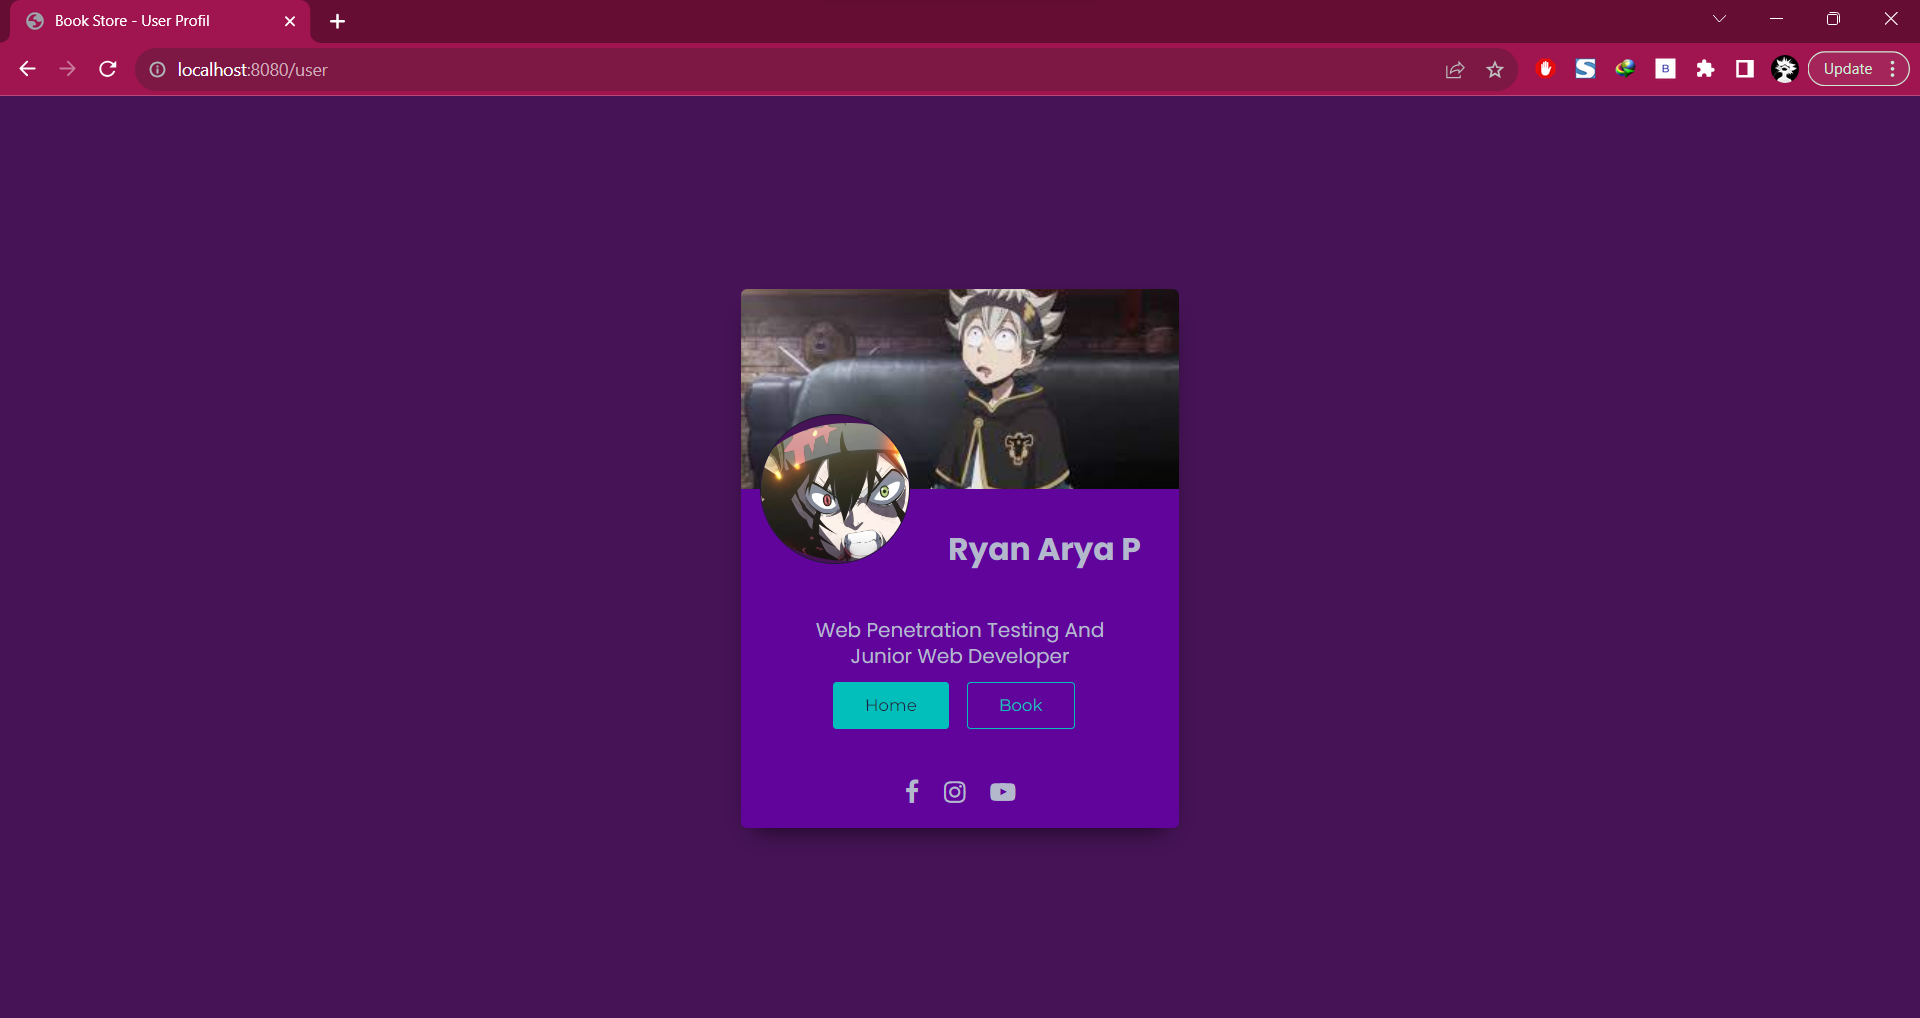 Book Store - User Profil
localhost:8080/user
B
Update
Ryan Arya P
Web Penetration Testing And
Junior Web Developer
Home
Book